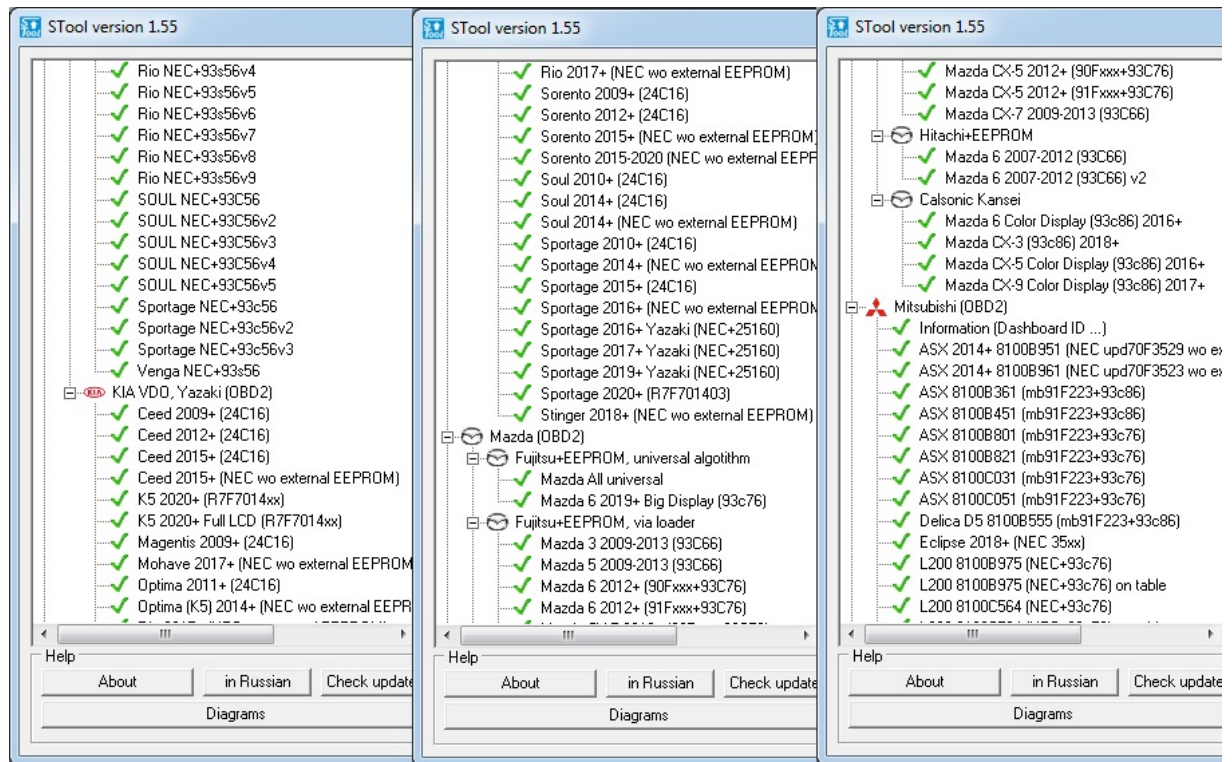 STool version 1.55
Rio NEC+93s56v4
Rio NEC+93s56v5
Rio NEC+93s56v6
Rio NEC+93s56v7
Rio NEC+93s56v8
Rio NEC+93s56v9
SOUL NEC+93C56
SOUL NEC+93C56v2
SOUL NEC+93C56v3
SOUL NEC+93C56v4
SOUL NEC+93C56v5
Sportage NEC+93c56
Sportage NEC+93c56v2
Sportage NEC+93c56v3
Venga NEC+93s56
KIA VDO, Yazaki (OBD2)
Ceed 2009+ (24C16)
Ceed 2012+ (24C16)
Ceed 2015+ (24C16)
Ceed 2015+ (NEC wo external EEPROM)
K5 2020+ (R7F7014xx)
K5 2020+ Full LCD (R7F7014xx)
Magentis 2009+ (24C16)
Mohave 2017+ (NEC wo external EEPROM
Optima 2011+ (24C16)
Optima (K5) 2014+ (NEC wo external EEPR
Help
About
in Russian
Check update
Diagrams
STool version 1.55
Rio 2017+ (NEC wo external EEPROM)
Sorento 2009+ (24C16)
Sorento 2012+ (24C16)
Sorento 2015+ (NEC wo external EEPROM)
Sorento 2015-2020 (NEC wo external EEPF
Soul 2010+ (24C16)
Soul 2014+ (24C16)
Soul 2014+ (NEC wo external EEPROM)
Sportage 2010+ (24C16)
Sportage 2014+ (NEC wo external EEPROM
Sportage 2015+ (24C16)
Sportage 2016+ (NEC wo external EEPROM
Sportage 2016+ Yazaki (NEC+25160)
Sportage 2017+ Yazaki (NEC+25160)
Sportage 2019+ Yazaki (NEC+25160)
Sportage 2020+ (R7F701403)
Stinger 2018+ (NEC wo external EEPROM)
Mazda (OBD2)
Fujitsu+EEPROM, universal algotithm
Mazda All universal
Mazda 6 2019+ Big Display (93c76)
Fujitsu+EEPROM, via loader
Mazda 3 2009-2013 (93C66)
Mazda 5 2009-2013 (93C66)
Mazda 6 2012+ (90Fxxx+93C76)
Mazda 6 2012+ (91Fxxx+93C76)
Help
About
in Russian
Check update
Diagrams
STool version 1.55
Mazda CX-5 2012+ (90Fxxx+93C76)
Mazda CX-5 2012+ (91Fxxx+93C76)
Mazda CX-7 2009-2013 (93C66)
Hitachi+EEPROM
Mazda 6 2007-2012 (93C66)
Mazda 6 2007-2012 (93C66) v2
Calsonic Kansei
Mazda 6 Color Display (93c86) 2016+
Mazda CX-3 (93c86) 2018+
Mazda CX-5 Color Display (93c86) 2016+
Mazda CX-9 Color Display (93c86) 2017+
Mitsubishi (OBD2)
Information (Dashboard ID ...)
ASX 2014+ 8100B951 (NEC upd70F3529 wo ex
ASX 2014+ 8100B961 (NEC upd70F3523 wo ex
ASX 8100B361 (mb91F223+93c86)
ASX 8100B451 (mb91F223+93c86)
ASX 8100B801 (mb91F223+93c76)
ASX 8100B821 (mb91F223+93c76)
ASX 8100C031 (mb91F223+93c76)
ASX 8100C051 (mb91F223+93c76)
Delica D5 8100B555 (mb91F223+93c86)
Eclipse 2018+ (NEC 35xx)
L200 8100B975 (NEC+93c76)
L200 8100B975 (NEC+93c76) on table
L200 8100C564 (NEC+93c76)
Help
About
in Russian
Check update
Diagrams